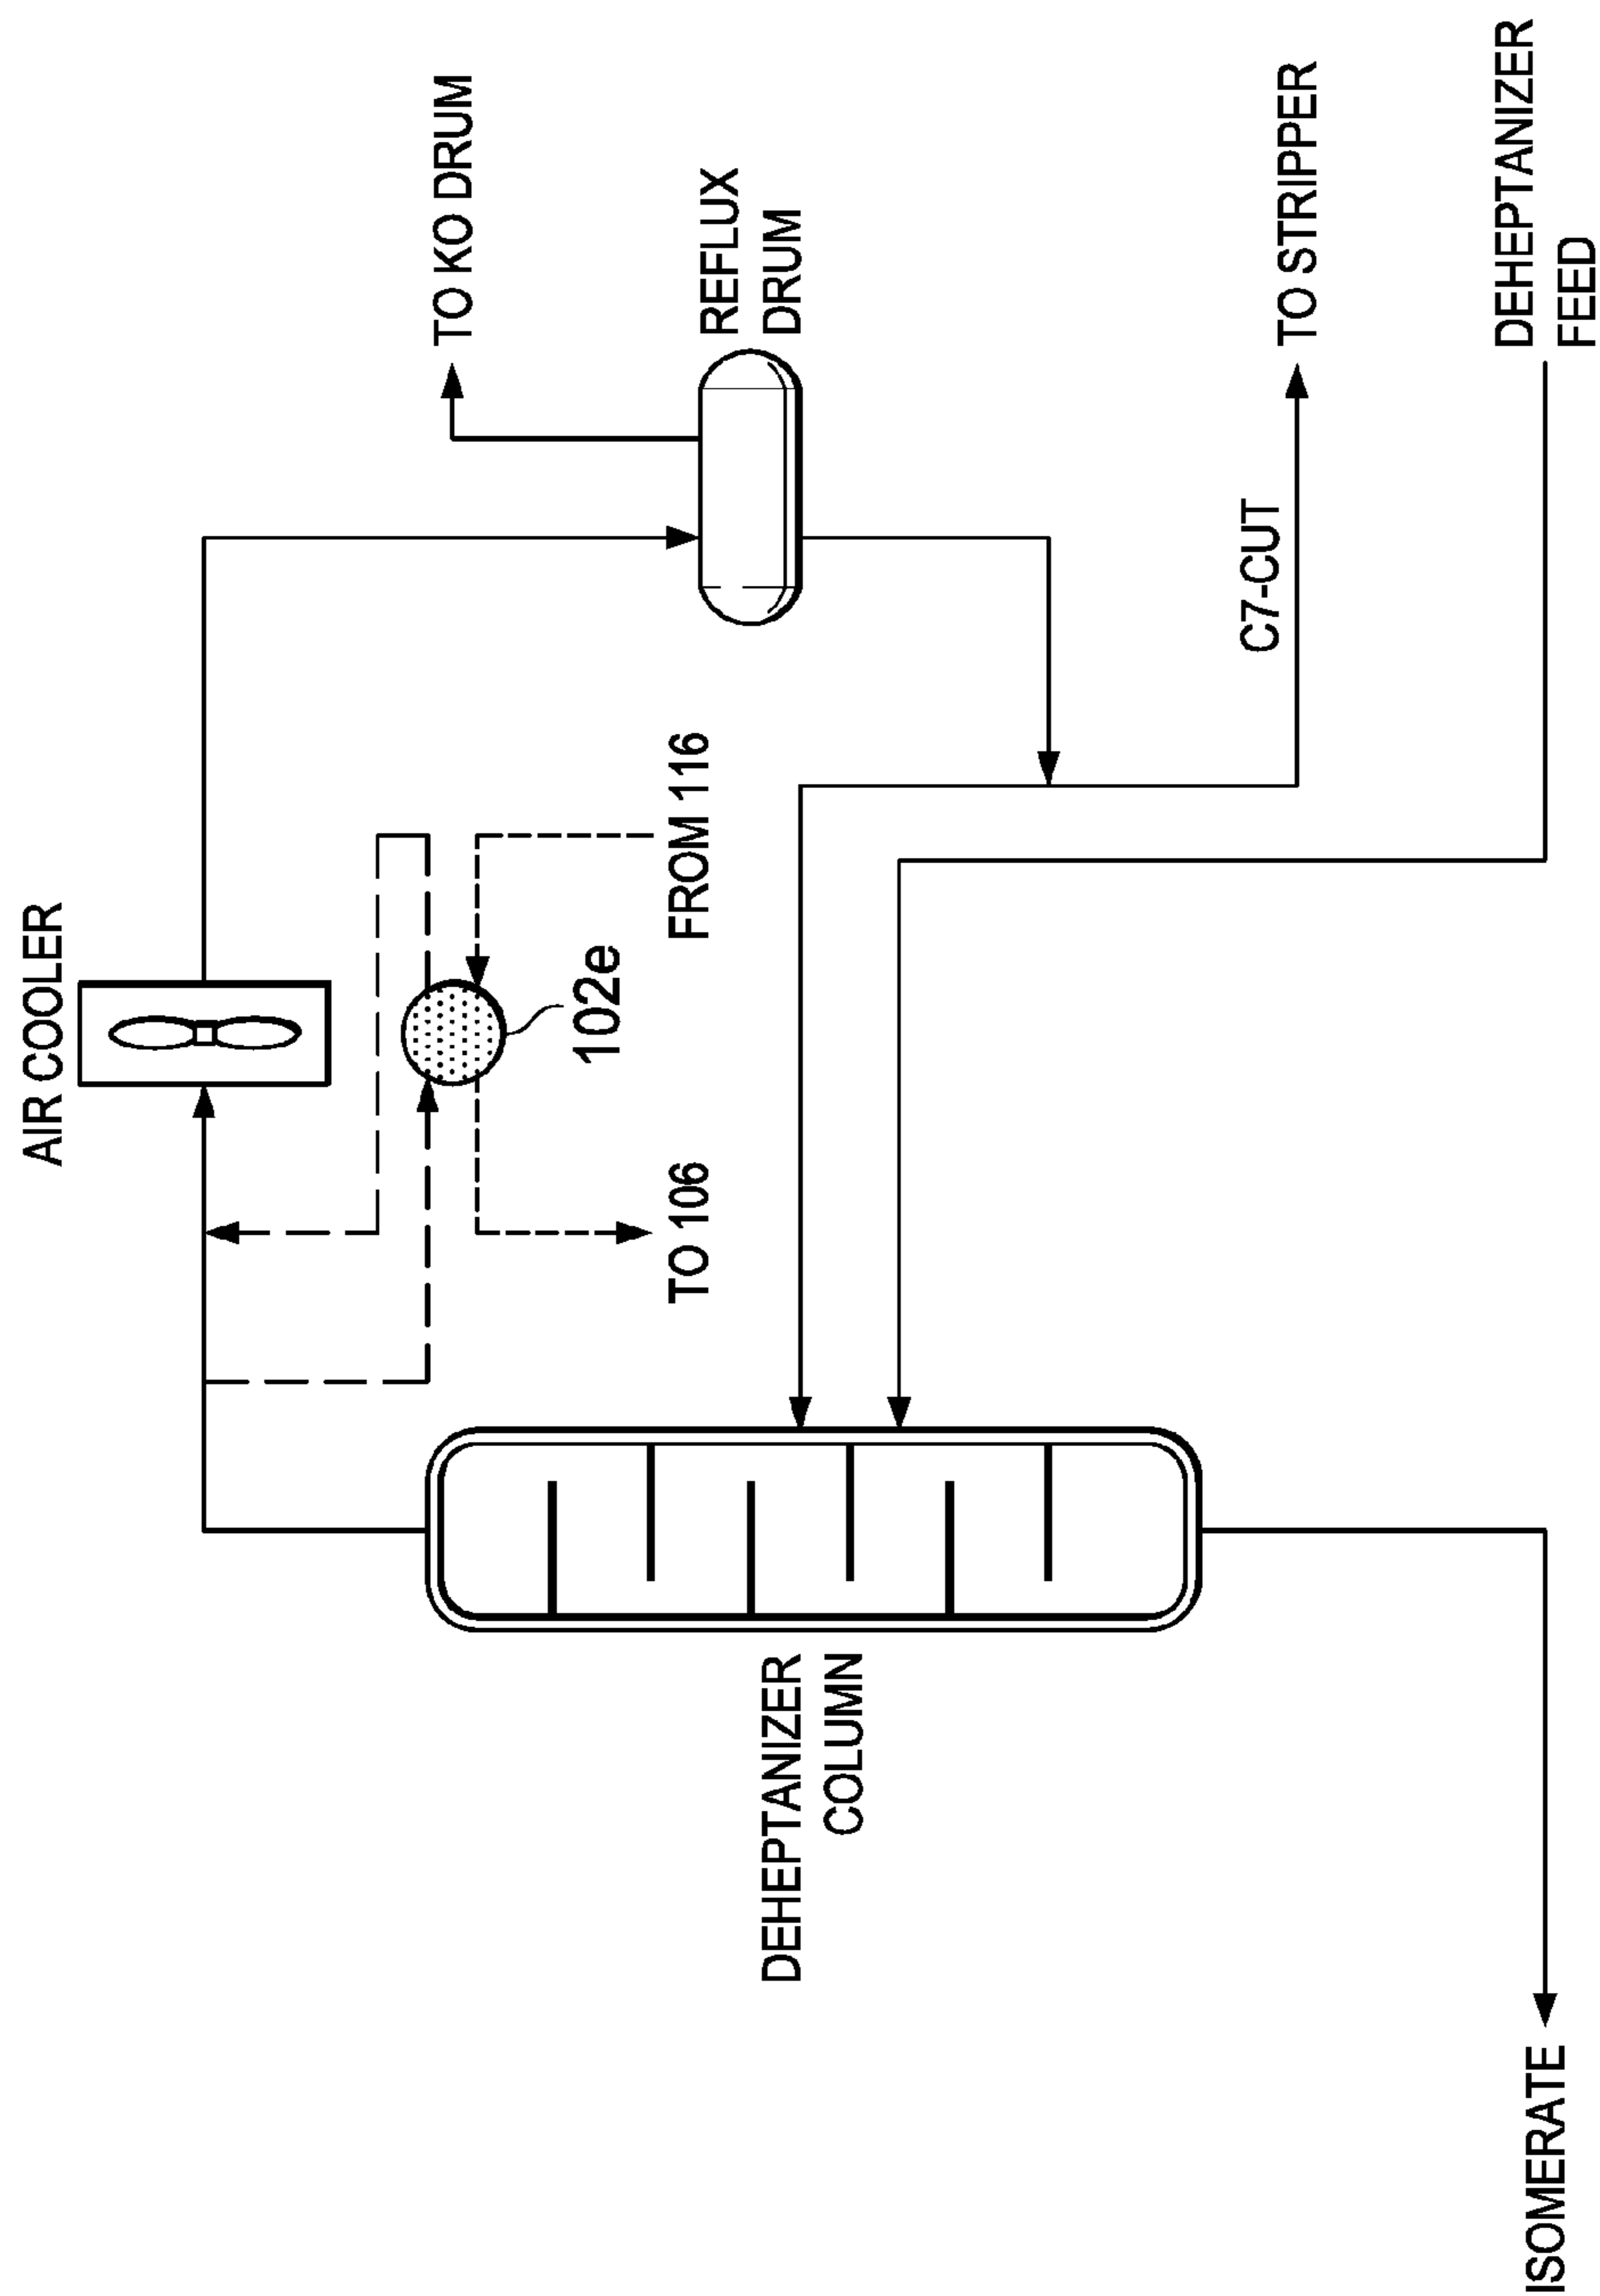 AIR COOLER
TO KO DRUM
REFLUX
DRUM
102e
FROM 116
TO 106
C7-CUT
TO STRIPPER
DEHEPTANIZER
FEED
DEHEPTANIZER
COLUMN
ISOMERATE